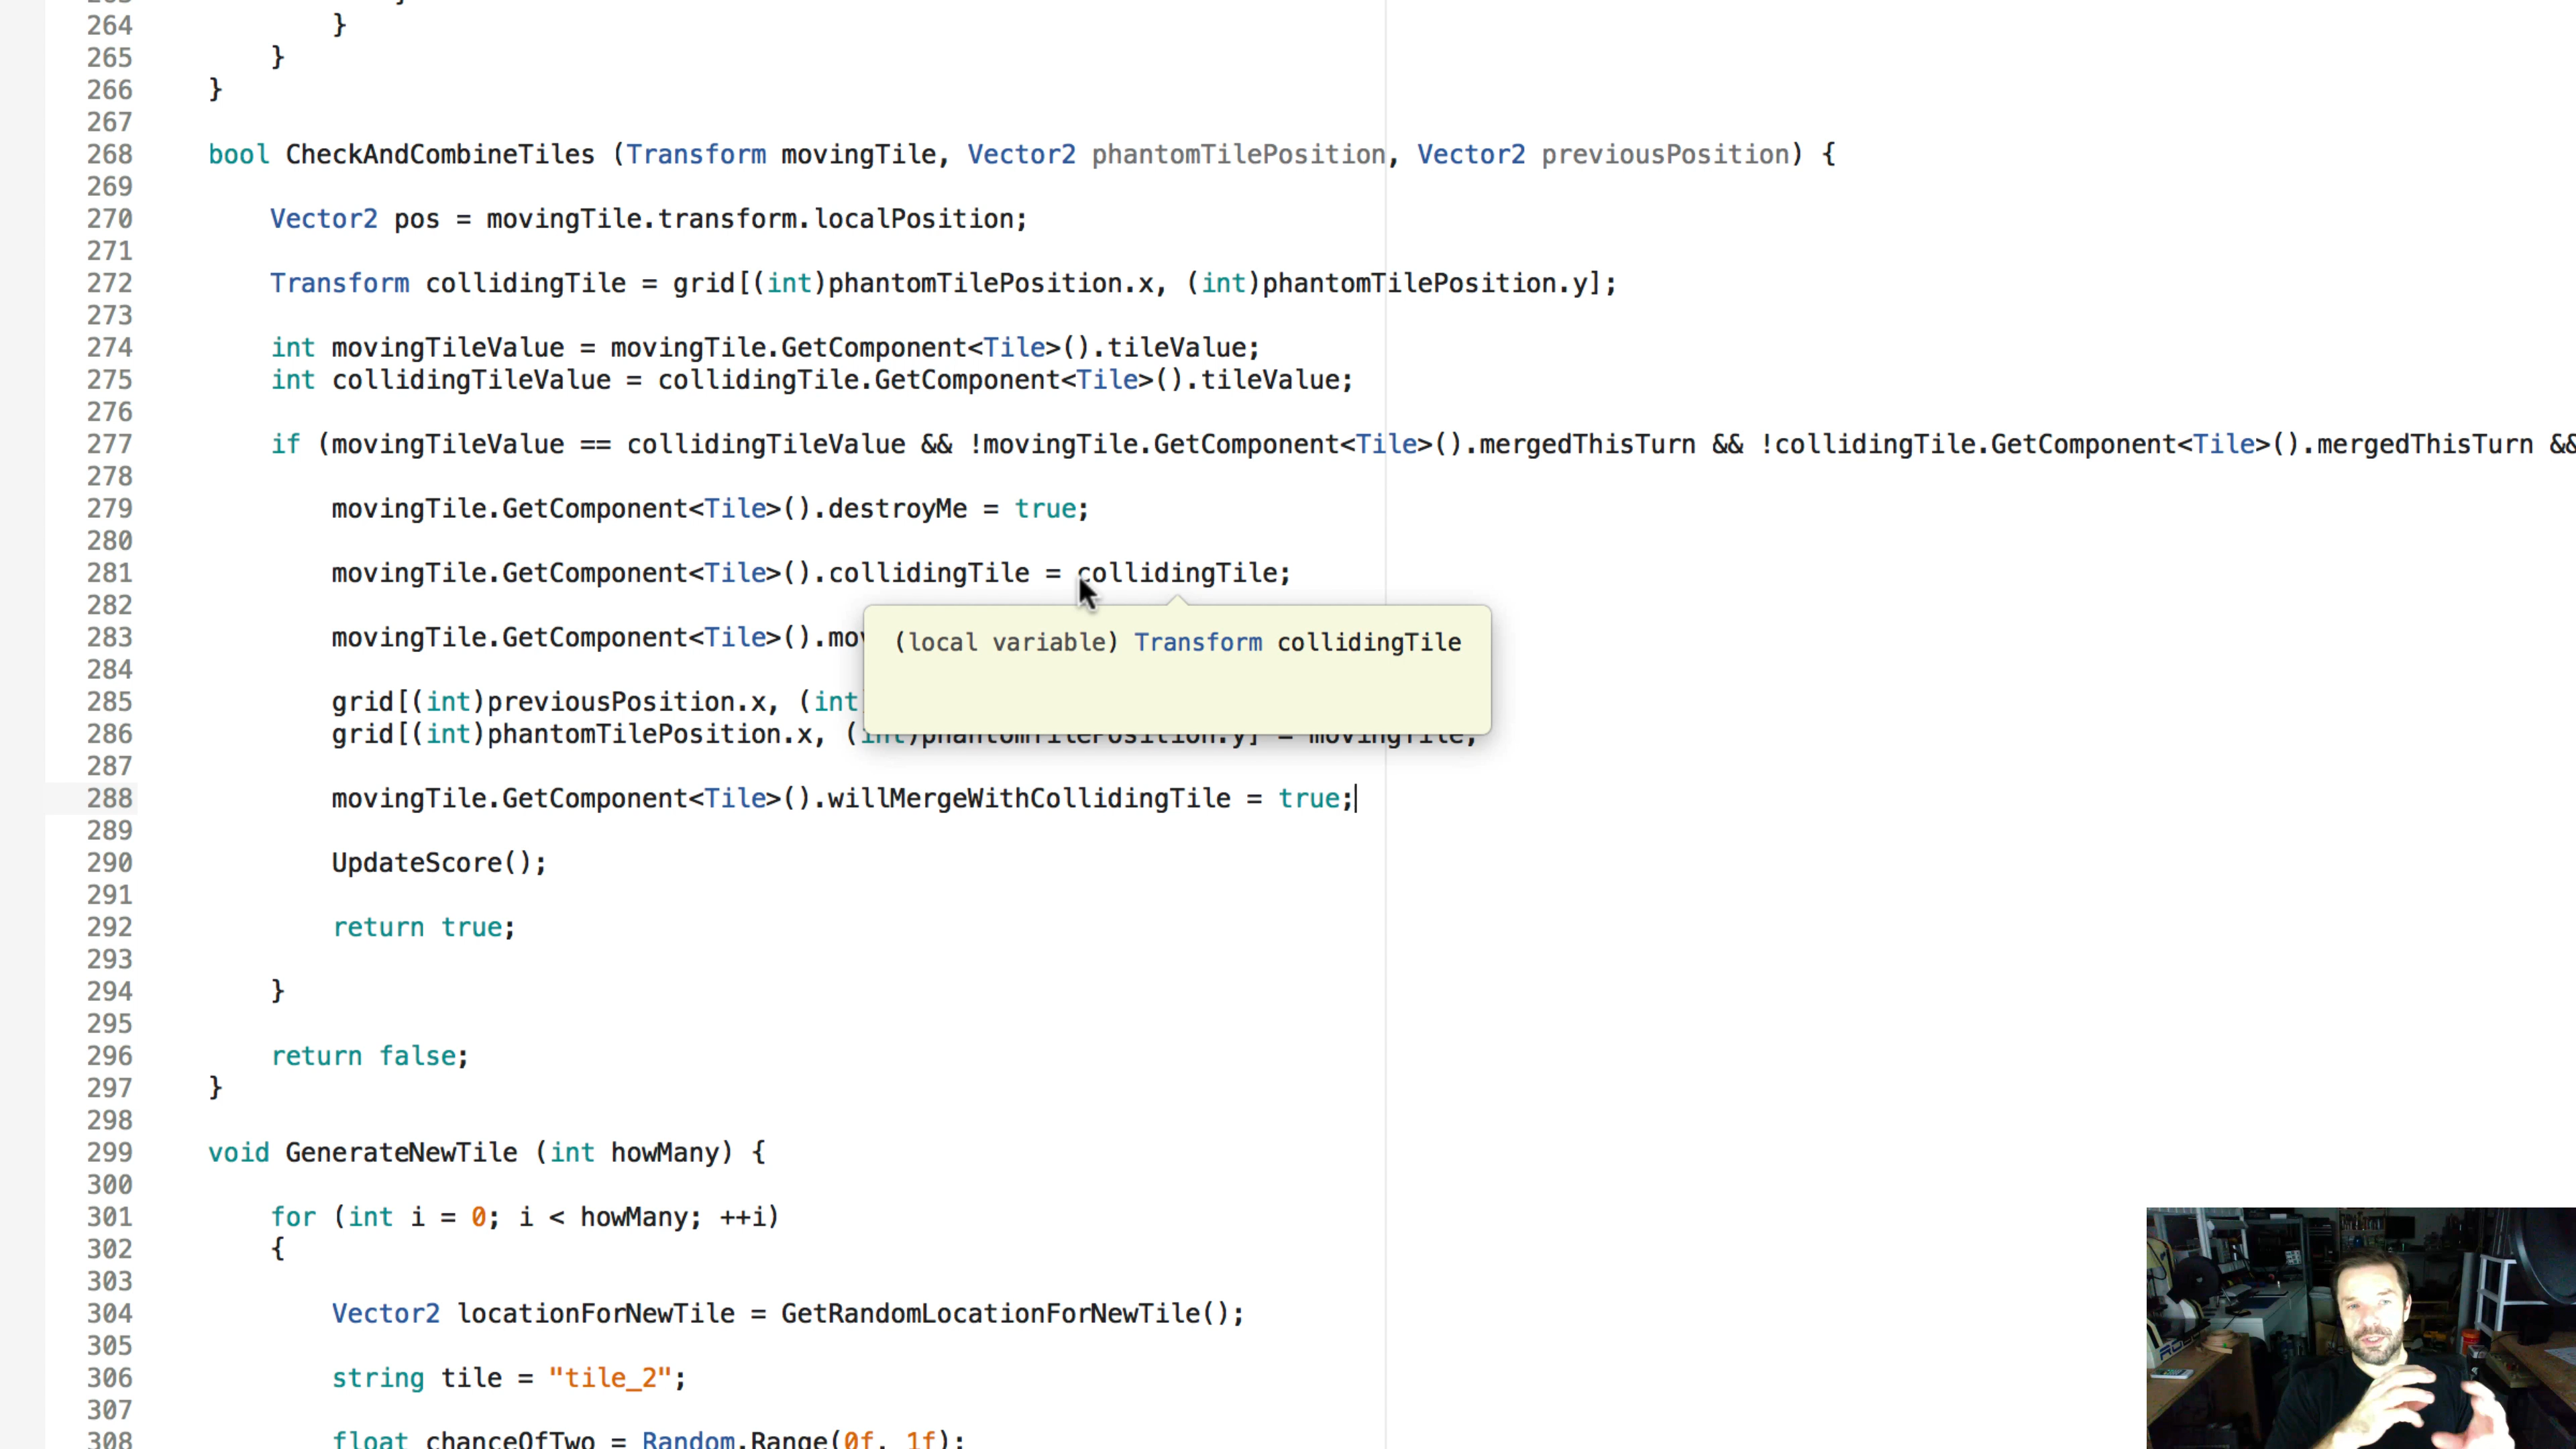 264 }
265 }
266 }
267
268 bool CheckAndCombineTiles (Transform movingTile, Vector2 phantomTilePosition, Vector2 previousPosition) {
269
270 Vector2 pos = movingTile.transform.localPosition;
271
272 Transform collidingTile = grid[(int)phantomTilePosition.x, (int)phantomTilePosition.y];
273
274 int movingTileValue = movingTile.GetComponent<Tile>().tileValue;
275 int collidingTileValue = collidingTile.GetComponent<Tile>().tileValue;
276
277 if (movingTileValue == collidingTileValue && !movingTile.GetComponent<Tile>().mergedThisTurn && !collidingTile.GetComponent<Tile>().mergedThisTurn &&
278
279 movingTile.GetComponent<Tile>().destroyMe = true;
280
281 movingTile.GetComponent<Tile>().collidingTile = collidingTile;
282
(local variable) Transform collidingTile
283 movingTile.GetComponent<Tile>().mov
284
285 grid[(int)previousPosition.x, (int
286 grid[(int)phantomTilePosition.x, (int)phantomTilePosition.y] = movingTile;
287
288 movingTile.GetComponent<Tile>().willMergeWithCollidingTile = true;
289
290 UpdateScore();
291
292 return true;
293
294 }
295
296 return false;
297 }
298
299 void GenerateNewTile (int howMany) {
300
301 for (int i = 0; i < howMany; ++i)
302 {
303
304 Vector2 locationForNewTile = GetRandomLocationForNewTile();
305
306 string tile = "tile_2";
307
308 float chanceOfTwo = Random.Range(0f, 1f);